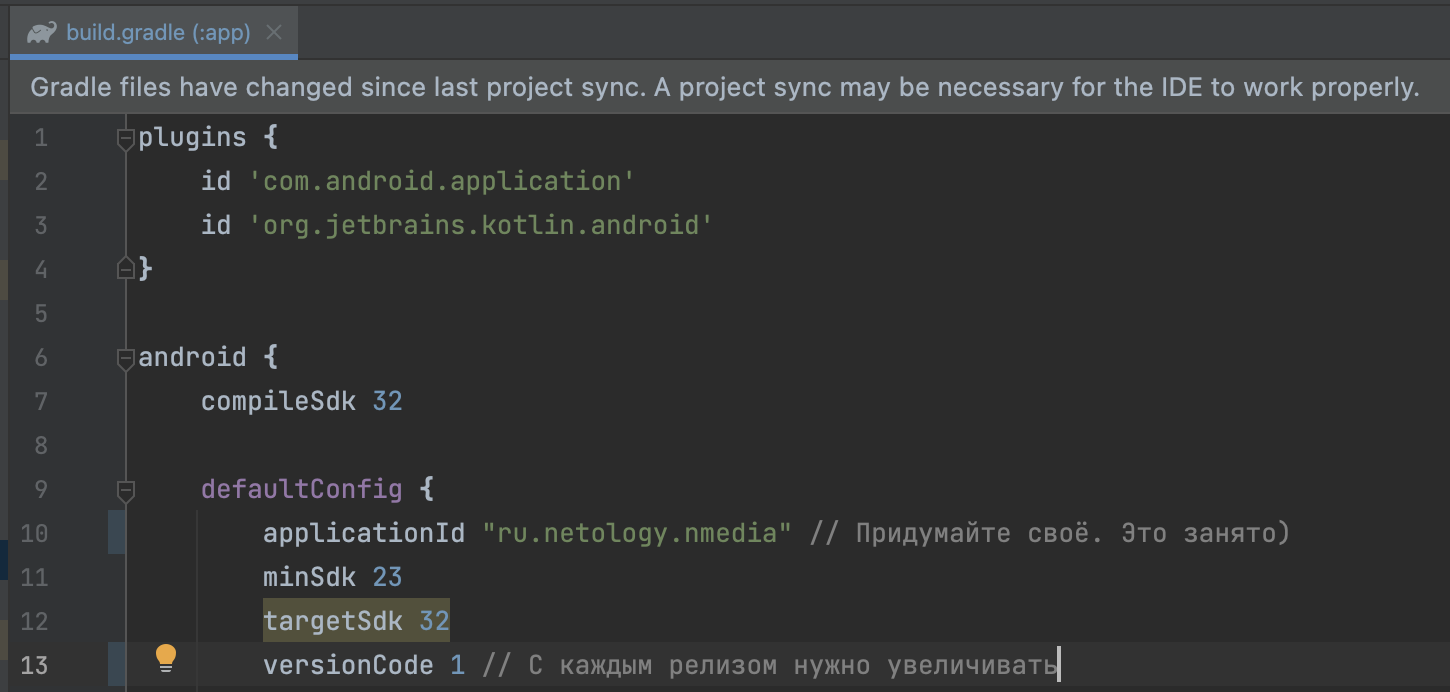 build.gradle (:app)
Gradle files have changed since last project sync. A project sync may be necessary for the IDE to work properly.
1 plugins {
2     id 'com.android.application'
3     id 'org.jetbrains.kotlin.android'
4 }
5
6 android {
7     compileSdk 32
8
9     defaultConfig {
10         applicationId "ru.netology.nmedia" // Придумайте своё. Это занято)
11         minSdk 23
12         targetSdk 32
13         versionCode 1 // С каждым релизом нужно увеличивать